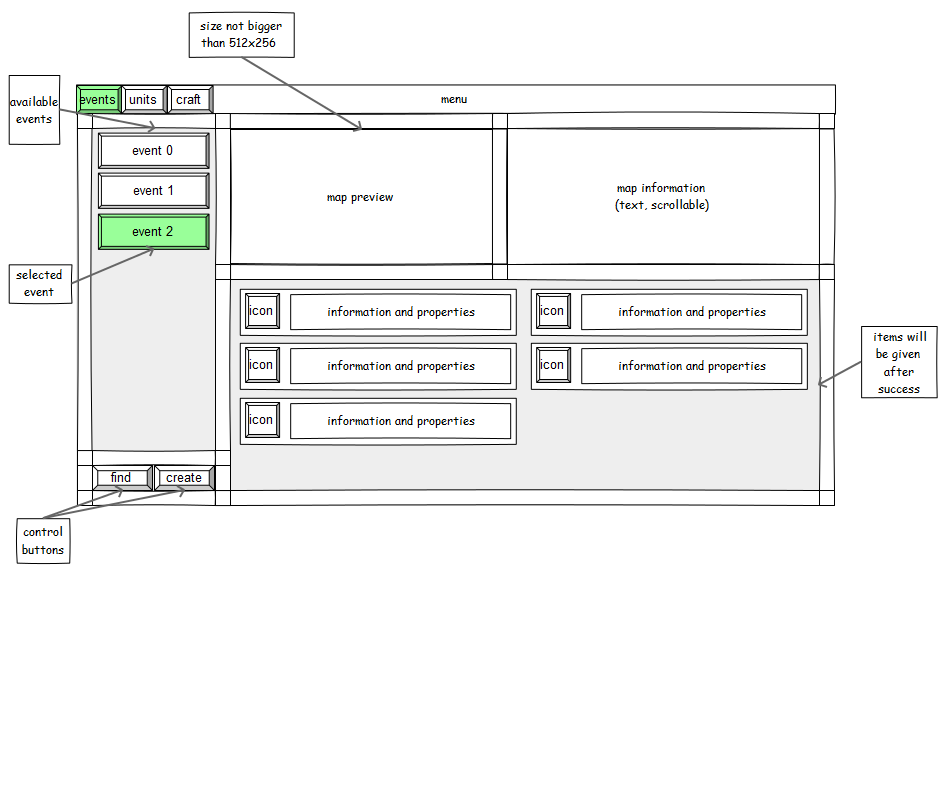 size not bigger
than 512x256
available
events
events
units
craft
menu
event 0
event 1
event 2
map preview
map information
(text, scrollable)
selected
event
icon
information and properties
icon
information and properties
icon
information and properties
icon
information and properties
icon
information and properties
items will
be given
after
success
find
create
control
buttons